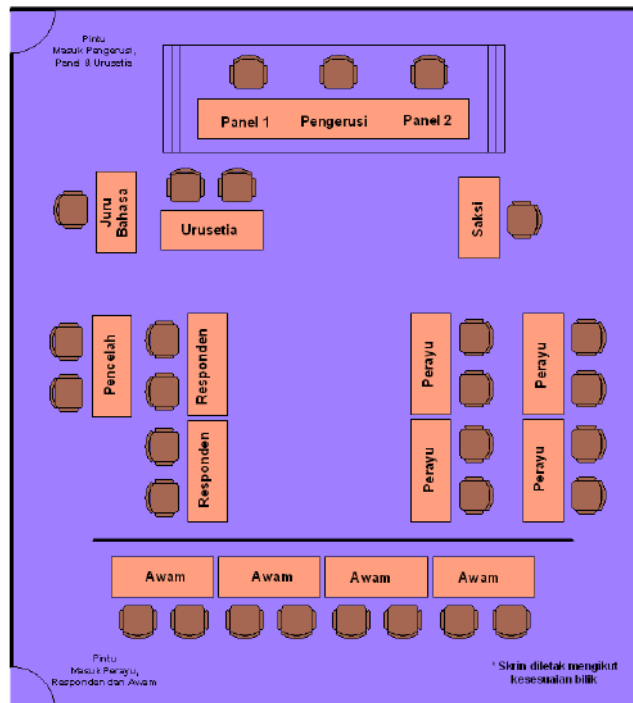 Pintu
Masuk Pengerusi,
Panel & Urusetia
Panel 1 Pengerusi Panel 2
Juru
Bahasa
Urusetia
Saksi
Pencelah
Responden
Perayu
Perayu
Responden
Perayu
Perayu
Awam
Awam
Awam
Awam
Pintu
Masuk Perayu,
Responden dan Awam
* Skrin diletak mengikut
kesesuaian bilik